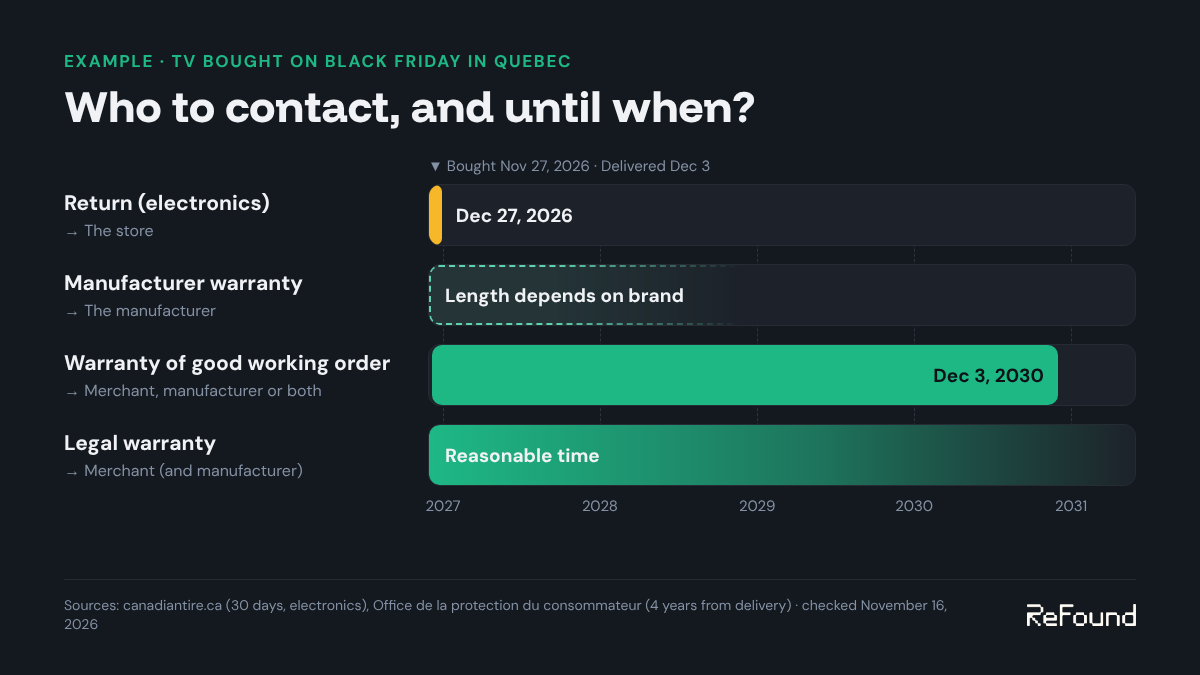 EXAMPLE · TV BOUGHT ON BLACK FRIDAY IN QUEBEC
Who to contact, and until when?
▼ Bought Nov 27, 2026 · Delivered Dec 3
Return (electronics)
→ The store
Dec 27, 2026
Manufacturer warranty
→ The manufacturer
Length depends on brand
Warranty of good working order
→ Merchant, manufacturer or both
Dec 3, 2030
Legal warranty
→ Merchant (and manufacturer)
Reasonable time
2027 2028 2029 2030 2031
Sources: canadiantire.ca (30 days, electronics), Office de la protection du consommateur (4 years from delivery) · checked November 16,
2026
ReFound